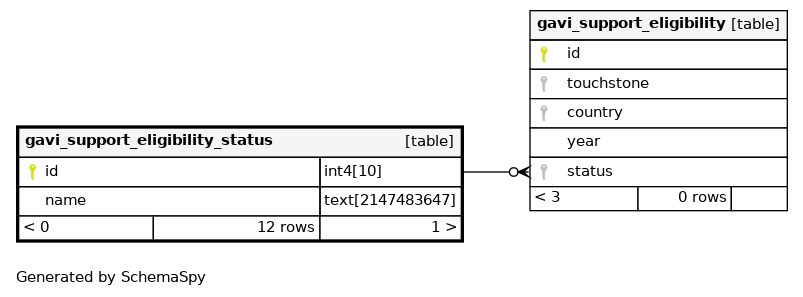 gavi_support_eligibility [table]
id
touchstone
country
year
status
< 3 0 rows
gavi_support_eligibility_status [table]
id int4[10]
name text[2147483647]
< 0 12 rows 1 >
Generated by SchemaSpy